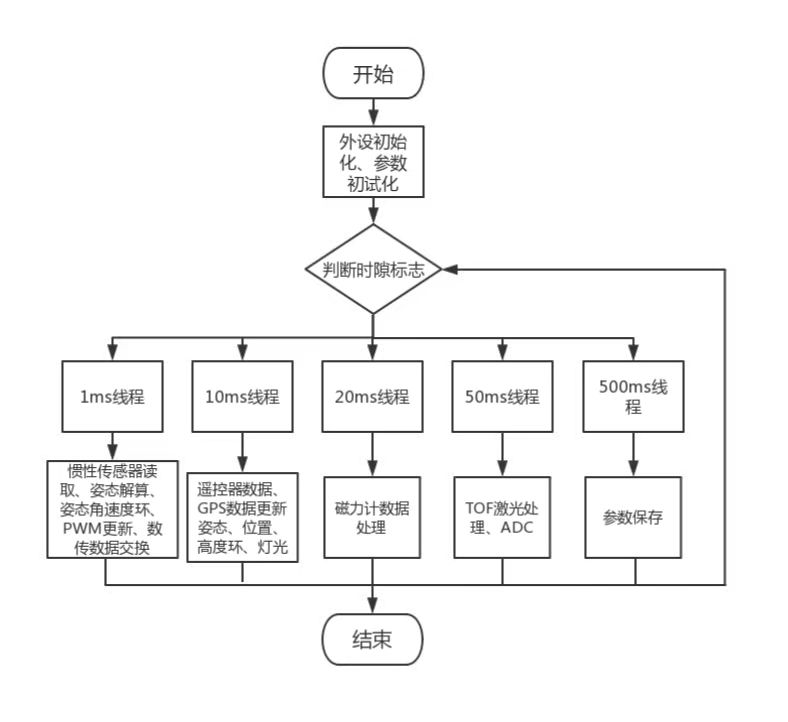 开始
外设初始
化、参数
初试化
判断时隙标志
1ms线程
10ms线程
20ms线程
50ms线程
500ms线
程
惯性传感器读
取、姿态解算、
姿态角速度环、
PWM更新、数
传数据交换
遥控器数据、
GPS数据更新
姿态、位置、
高度环、灯光
磁力计数据
处理
TOF激光处
理、ADC
参数保存
结束